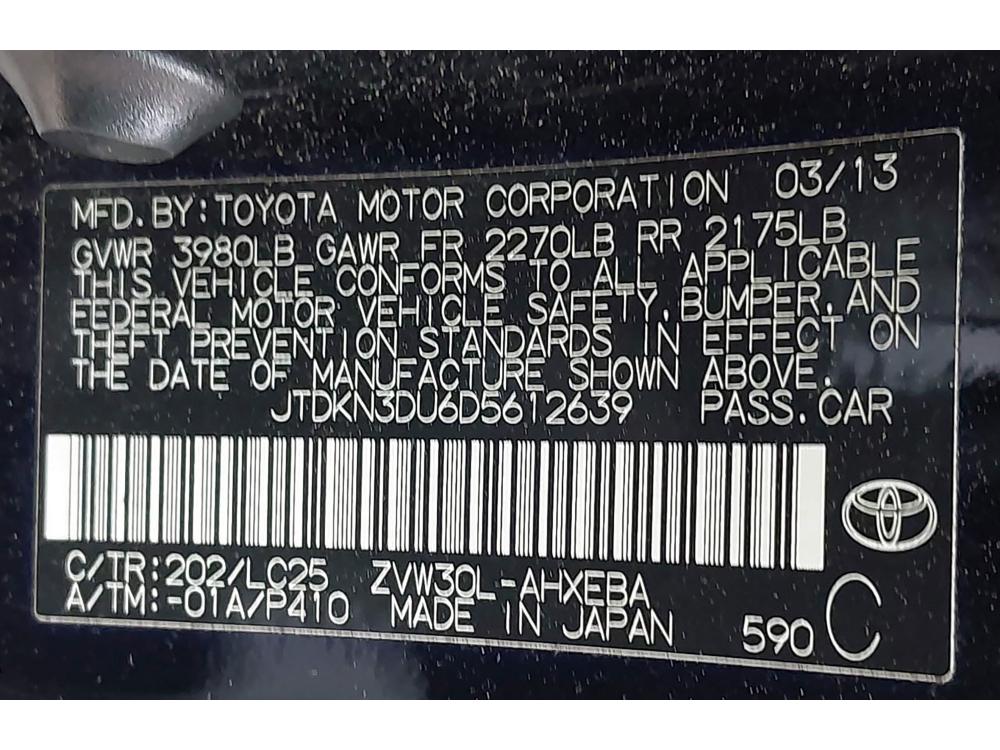 MFD. BY: TOYOTA MOTOR CORPORATION 03/13
GVWR 3980LB GAWR FR 2270LB RR 2175LB
THIS VEHICLE CONFORMS TO ALL APPLICABLE
FEDERAL MOTOR VEHICLE SAFETY. BUMPER. AND
THEFT PREVENTION STANDARDS IN EFFECT ON
THE DATE OF MANUFACTURE SHOWN ABOVE.
JTDKN3DU6D5612639 PASS. CAR
C/TR: 202/LC25 ZVW30L-AHXEBA
A/TM: -01A/P410 MADE IN JAPAN 590 C